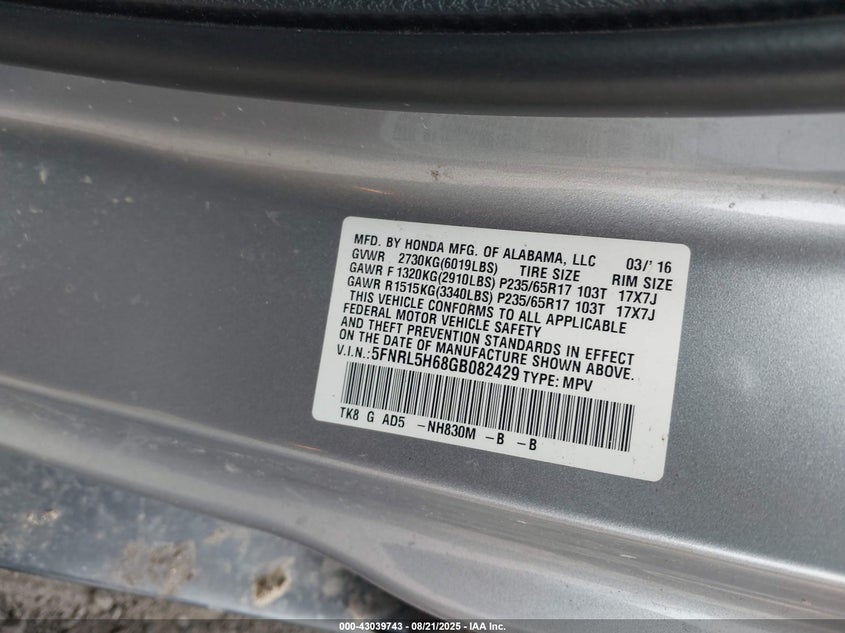 MFD. BY HONDA MFG. OF ALABAMA, LLC 03/'16
GVWR 2730KG(6019LBS) TIRE SIZE RIM SIZE
GAWR F 1320KG(2910LBS) P235/65R17 103T 17X7J
GAWR R 1515KG(3340LBS) P235/65R17 103T 17X7J
THIS VEHICLE CONFORMS TO ALL APPLICABLE
FEDERAL MOTOR VEHICLE SAFETY
AND THEFT PREVENTION STANDARDS IN EFFECT
ON THE DATE OF MANUFACTURE SHOWN ABOVE.
V.I.N.: 5FNRL5H68GB082429 TYPE: MPV
TK8 G AD5 -NH830M -B -B
000-43039743 - 08/21/2025 - IAA Inc.